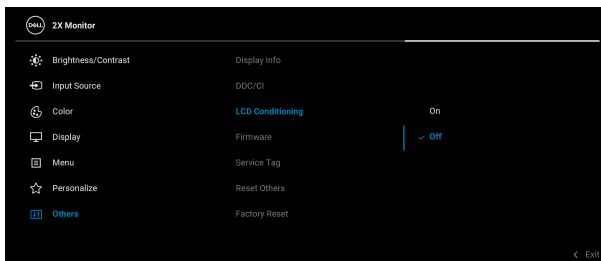 DELL 2X Monitor
Brightness/Contrast Display Info
Input Source DDC/CI
Color LCD Conditioning On
Display Firmware Off
Menu Service Tag
Personalize Reset Others
Others Factory Reset
Exit